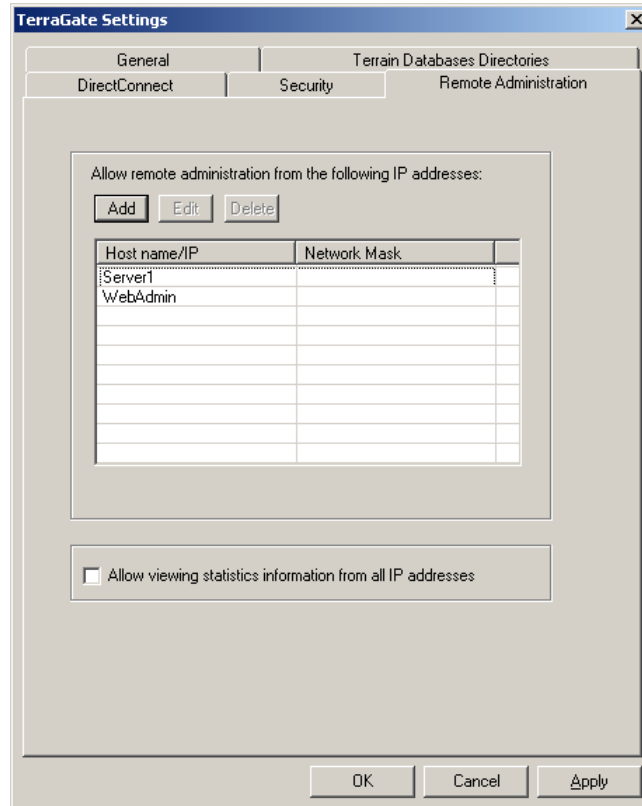 TerraGate Settings
General
Terrain Databases Directories
DirectConnect
Security
Remote Administration
Allow remote administration from the following IP addresses:
Add
Edit
Delete
Host name/IP
Network Mask
Server1
WebAdmin
Allow viewing statistics information from all IP addresses
OK
Cancel
Apply